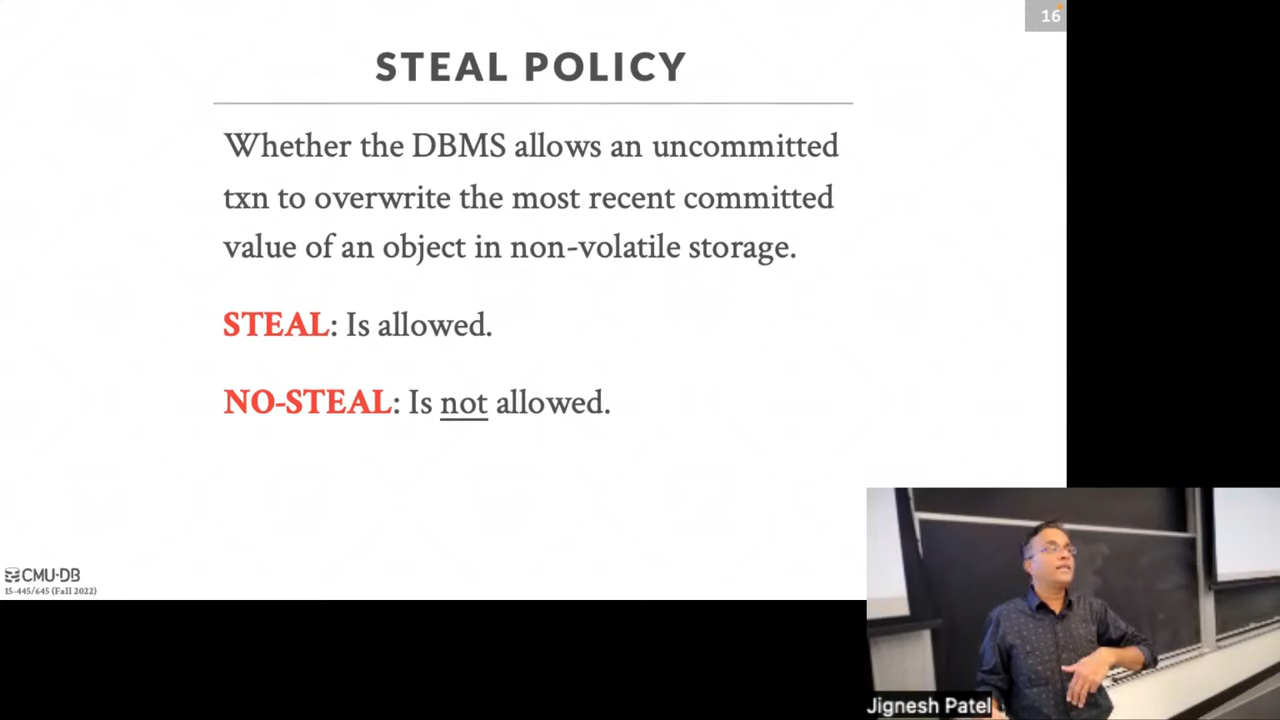 16
STEAL POLICY
Whether the DBMS allows an uncommitted
txn to overwrite the most recent committed
value of an object in non-volatile storage.
STEAL: Is allowed.
NO-STEAL: Is not allowed.
CMU·DB
15-445/645 (Fall 2022)
Jignesh Patel